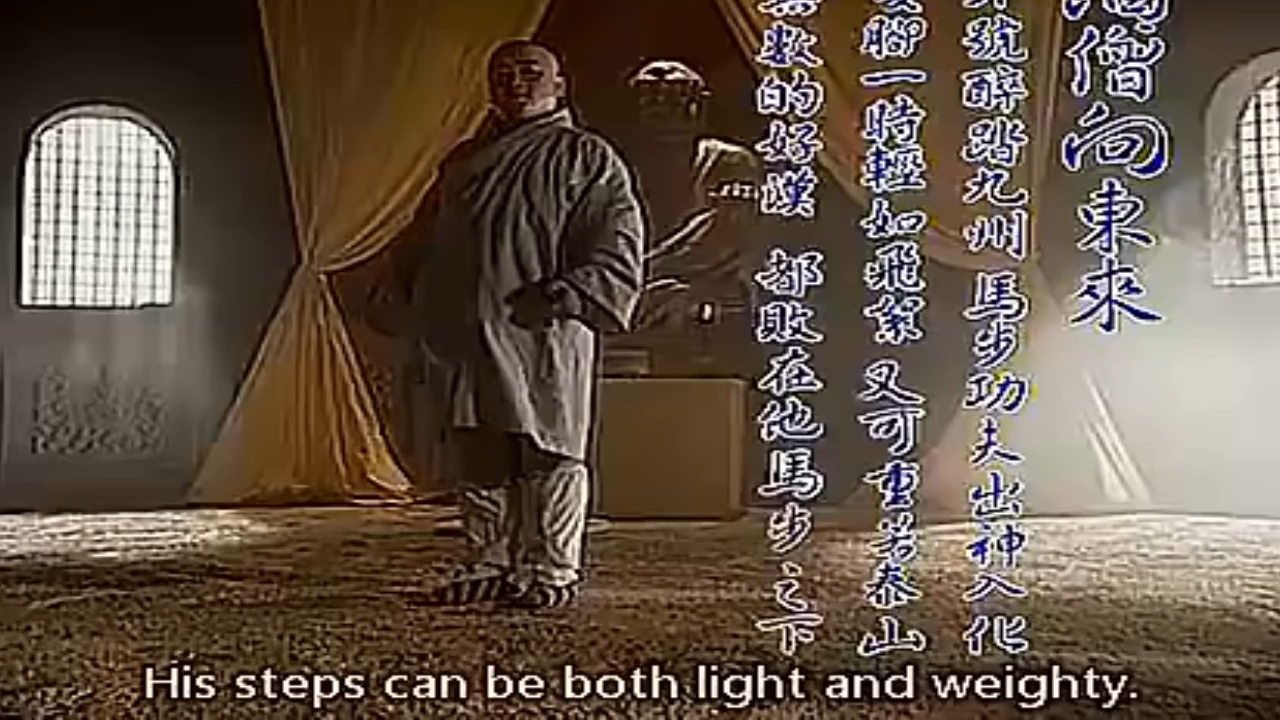 僧向東來
外號醉踏九州 馬步功夫出神入化
腳一時輕如飛絮 又可重若泰山
無數的好漢 都敗在他馬步之下
His steps can be both light and weighty.